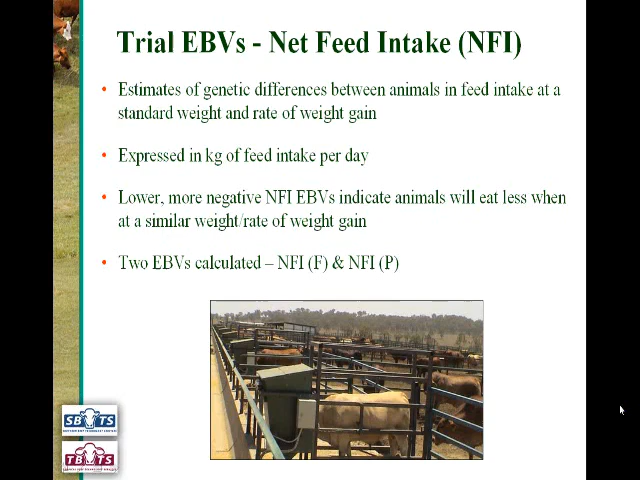 Trial EBVs - Net Feed Intake (NFI)
• Estimates of genetic differences between animals in feed intake at a
standard weight and rate of weight gain
• Expressed in kg of feed intake per day
• Lower, more negative NFI EBVs indicate animals will eat less when
at a similar weight/rate of weight gain
• Two EBVs calculated – NFI (F) & NFI (P)
SBTS
TBTS